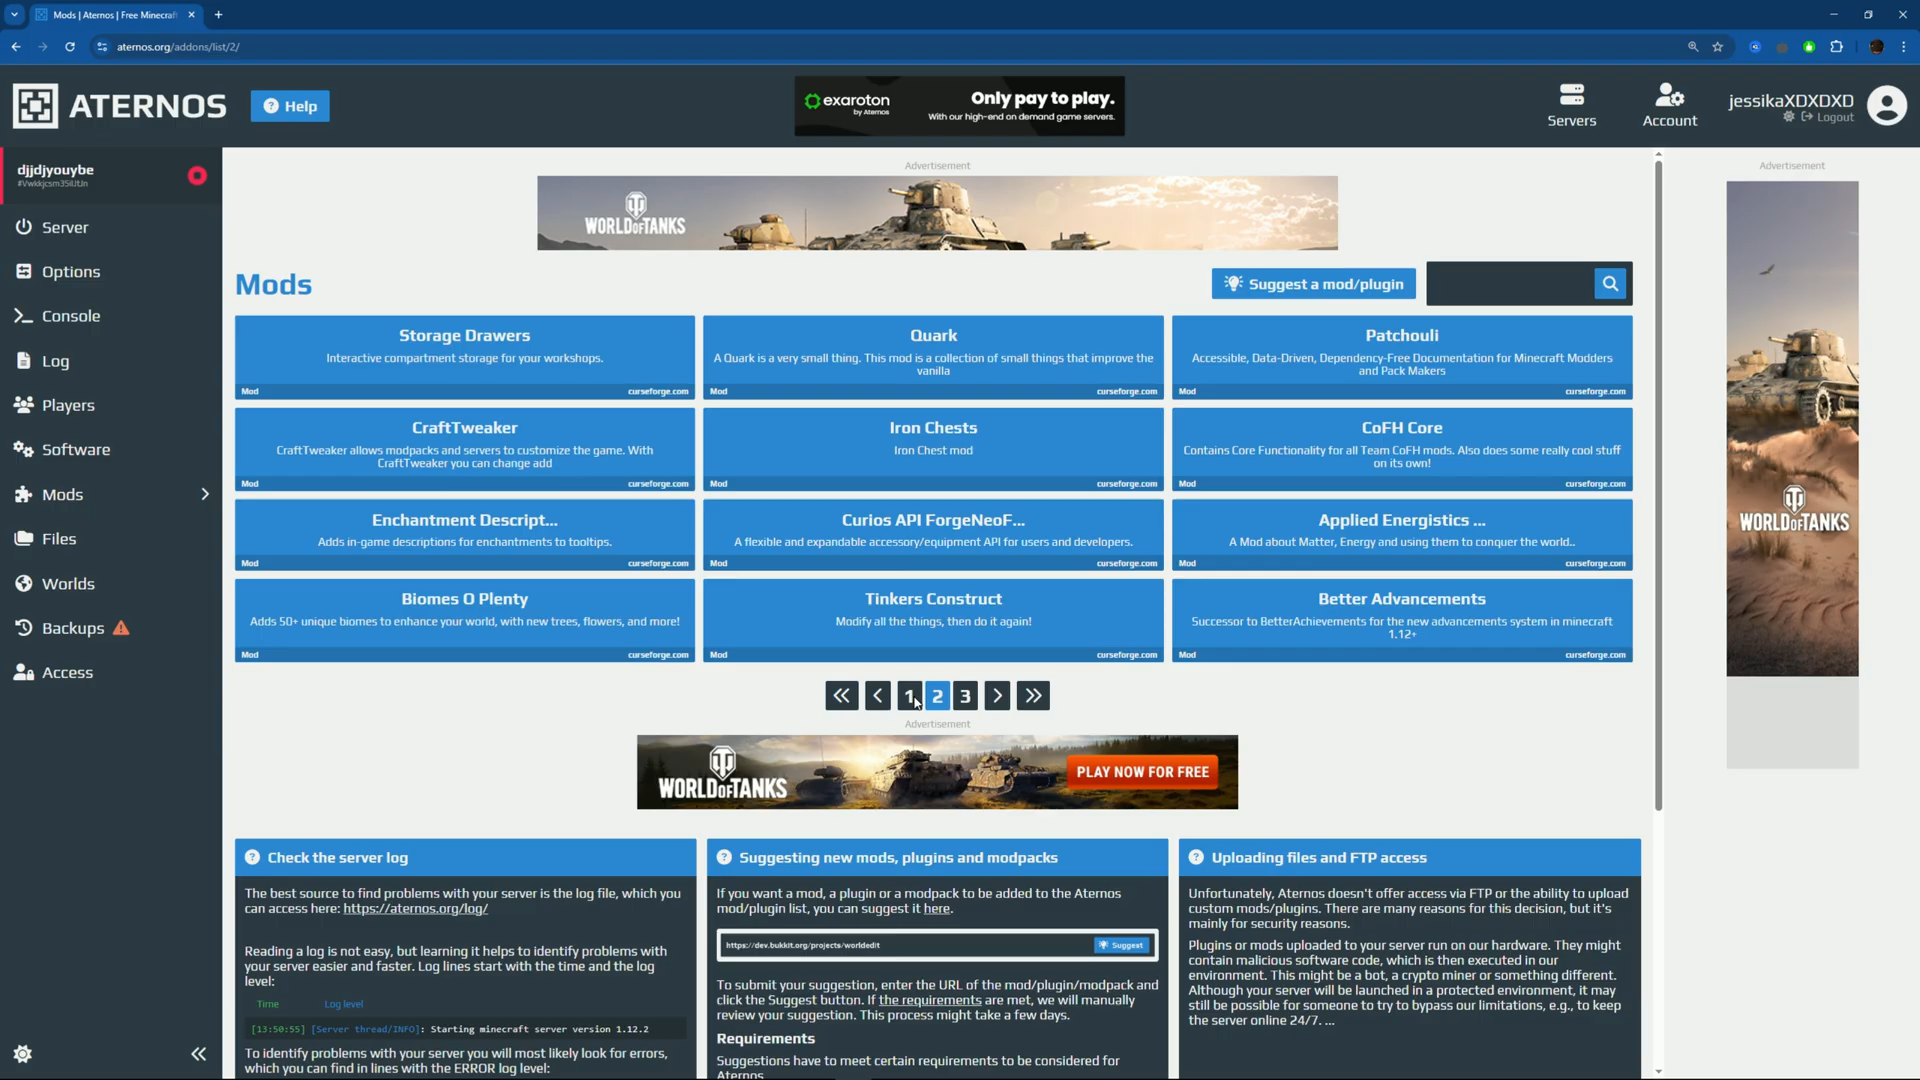 Mods | Aternos | Free Minecraft
aternos.org/addons/list/2/
ATERNOS
Help
exaroton
by Aternos
Only pay to play.
With our high-end on demand game servers.
Servers
Account
jessikaXDXDXD
Logout
djjdjyouybe
Server
Options
Console
Log
Players
Software
Mods
Files
Worlds
Backups
Access
Advertisement
WORLD OF TANKS
Mods
Suggest a mod/plugin
Storage Drawers
Interactive compartment storage for your workshops.
Mod
curseforge.com
Quark
A Quark is a very small thing. This mod is a collection of small things that improve the
vanilla
Mod
curseforge.com
Patchouli
Accessible, Data-Driven, Dependency-Free Documentation for Minecraft Modders
and Pack Makers
Mod
curseforge.com
CraftTweaker
CraftTweaker allows modpacks and servers to customize the game. With
CraftTweaker you can change add
Mod
curseforge.com
Iron Chests
Iron Chest mod
Mod
curseforge.com
CoFH Core
Contains Core Functionality for all Team CoFH mods. Also does some really cool stuff
on its own!
Mod
curseforge.com
Enchantment Descript...
Adds in-game descriptions for enchantments to tooltips.
Mod
curseforge.com
Curios API ForgeNeoF...
A flexible and expandable accessory/equipment API for users and developers.
Mod
curseforge.com
Applied Energistics ...
A Mod about Matter, Energy and using them to conquer the world..
Mod
curseforge.com
Biomes O Plenty
Adds 50+ unique biomes to enhance your world, with new trees, flowers, and more!
Mod
curseforge.com
Tinkers Construct
Modify all the things, then do it again!
Mod
curseforge.com
Better Advancements
Successor to BetterAchievements for the new advancements system in minecraft
1.12+
Mod
curseforge.com
1 2 3
Advertisement
WORLD OF TANKS
PLAY NOW FOR FREE
Advertisement
WORLD OF TANKS
Check the server log
The best source to find problems with your server is the log file, which you
can access here: https://aternos.org/log/
Reading a log is not easy, but learning it helps to identify problems with
your server easier and faster. Log lines start with the time and the log
level:
Time
Log level
[13:50:55] [Server thread/INFO]: Starting minecraft server version 1.12.2
To identify problems with your server you will most likely look for errors,
which you can find in lines with the ERROR log level:
Suggesting new mods, plugins and modpacks
If you want a mod, a plugin or a modpack to be added to the Aternos
mod/plugin list, you can suggest it here.
https://dev.bukkit.org/projects/worldedit
Suggest
To submit your suggestion, enter the URL of the mod/plugin/modpack and
click the Suggest button. If the requirements are met, we will manually
review your suggestion. This process might take a few days.
Requirements
Suggestions have to meet certain requirements to be considered for
Aternos
Uploading files and FTP access
Unfortunately, Aternos doesn't offer access via FTP or the ability to upload
custom mods/plugins. There are many reasons for this decision, but it's
mainly for security reasons.
Plugins or mods uploaded to your server run on our hardware. They might
contain malicious software code, which is then executed in our
environment. This might be a bot, a crypto miner or something different.
Although your server will be launched in a protected environment, it may
still be possible for someone to try to bypass our limitations, e.g., to keep
the server online 24/7. ...